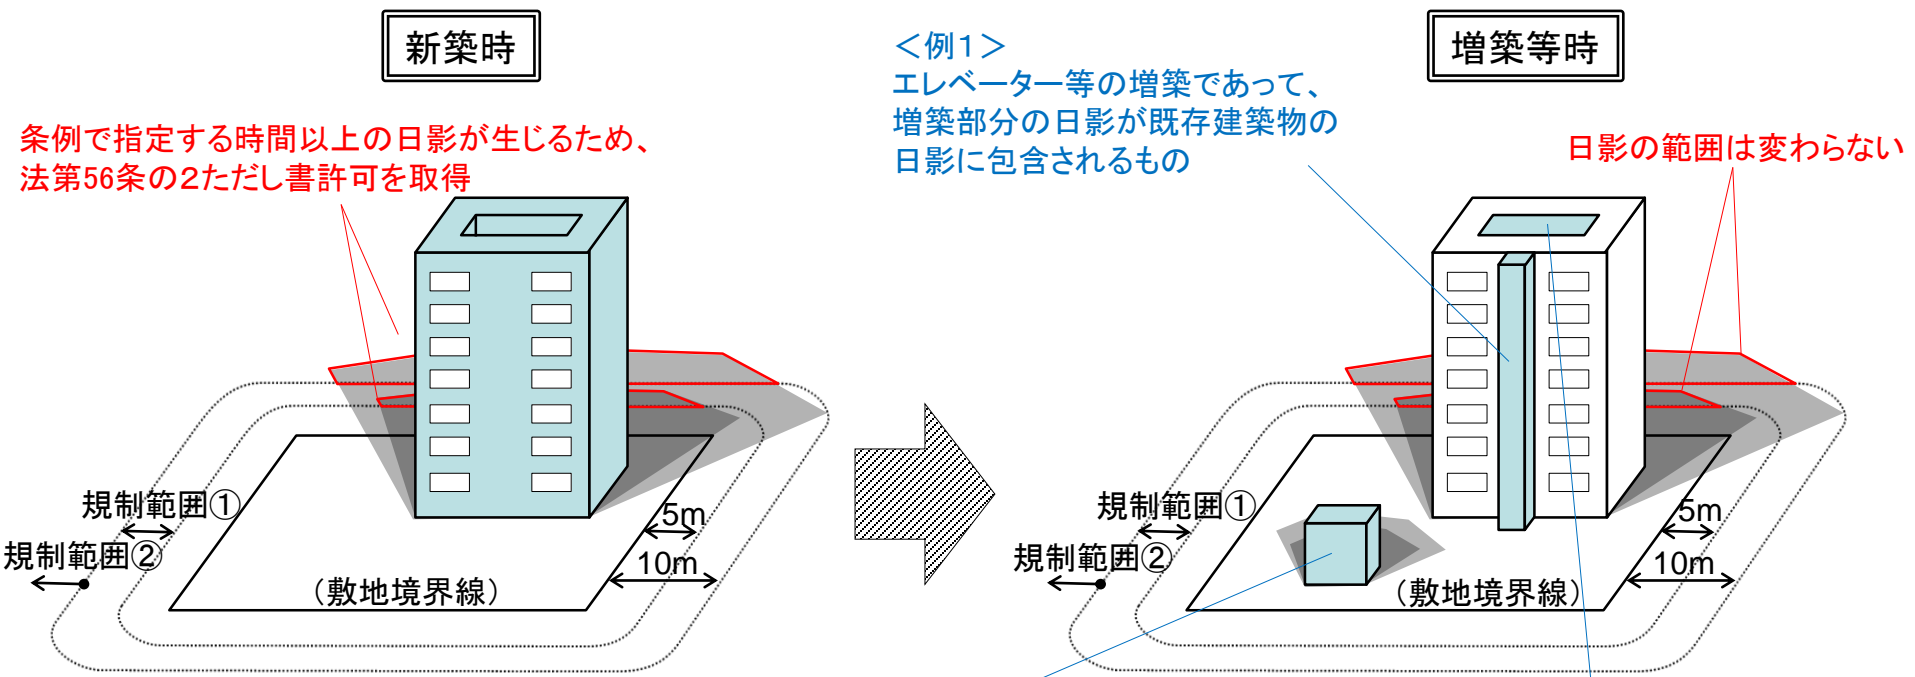 新築時
条例で指定する時間以上の日影が生じるため、
法第56条の２ただし書許可を取得
規制範囲①
規制範囲②
5m
10m
（敷地境界線）
増築等時
＜例１＞
エレベーター等の増築であって、
増築部分の日影が既存建築物の
日影に包含されるもの
日影の範囲は変わらない
規制範囲①
規制範囲②
5m
10m
（敷地境界線）